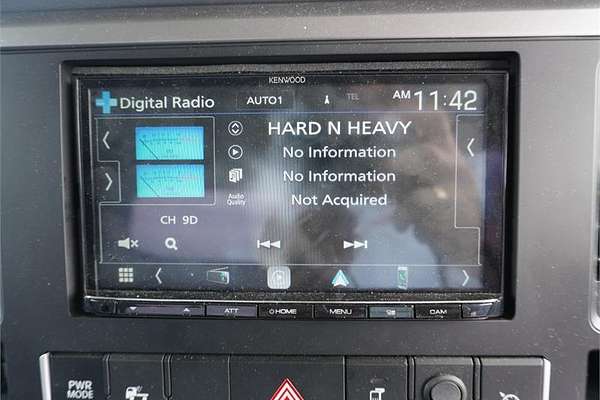 KENWOOD
Digital Radio AUTO1 TEL AM 11:42
HARD N HEAVY
No Information
No Information
Audio Quality Not Acquired
CH 9D
ATT HOME MENU CAM
PWR MODE